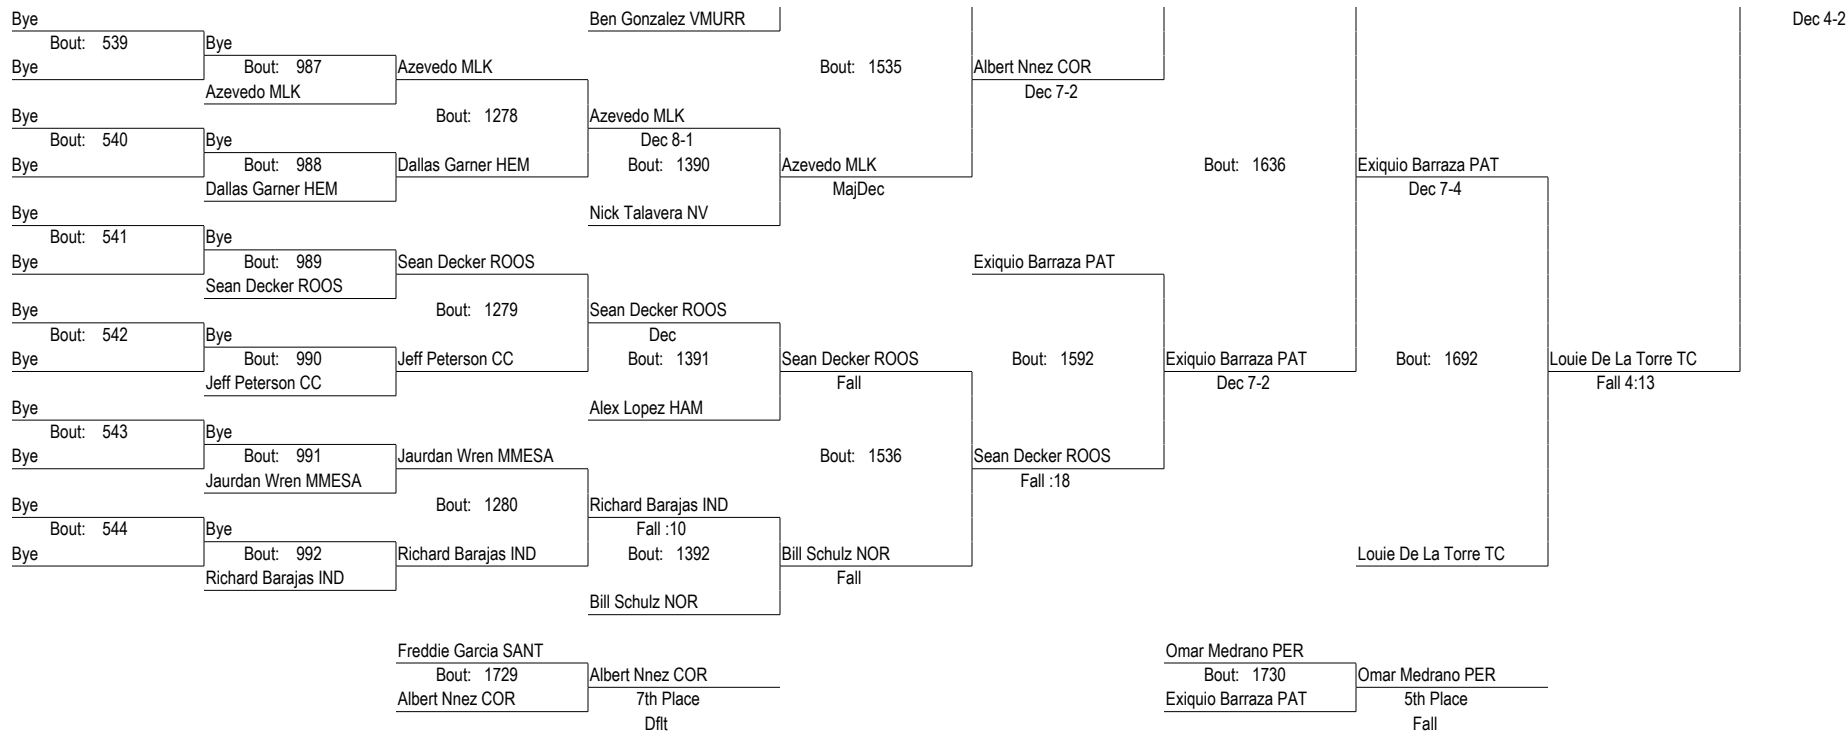 Bye Ben Gonzalez VMURR Dec 4-2
Bout: 539 Bye
Bye Bout: 987 Azevedo MLK Bout: 1535 Albert Nnez COR
Azevedo MLK Dec 7-2
Bye Bout: 1278 Azevedo MLK
Bout: 540 Bye Dec 8-1
Bye Bout: 988 Dallas Garner HEM Bout: 1390 Azevedo MLK Bout: 1636 Exiquio Barraza PAT
Dallas Garner HEM MajDec Dec 7-4
Bye Nick Talavera NV
Bout: 541 Bye
Bye Bout: 989 Sean Decker ROOS Exiquio Barraza PAT
Sean Decker ROOS
Bye Bout: 1279 Sean Decker ROOS
Bout: 542 Bye Dec
Bye Bout: 990 Jeff Peterson CC Bout: 1391 Sean Decker ROOS Bout: 1592 Exiquio Barraza PAT Bout: 1692 Louie De La Torre TC
Jeff Peterson CC Fall Dec 7-2 Fall 4:13
Bye Alex Lopez HAM
Bout: 543 Bye
Bye Bout: 991 Jaurdan Wren MMESA Bout: 1536 Sean Decker ROOS
Jaurdan Wren MMESA Fall :18
Bye Bout: 1280 Richard Barajas IND
Bout: 544 Bye Fall :10
Bye Bout: 992 Richard Barajas IND Bout: 1392 Bill Schulz NOR Louie De La Torre TC
Richard Barajas IND Fall
Bill Schulz NOR
Freddie Garcia SANT Omar Medrano PER
Bout: 1729 Albert Nnez COR Bout: 1730 Omar Medrano PER
Albert Nnez COR 7th Place Exiquio Barraza PAT 5th Place
Dflt Fall